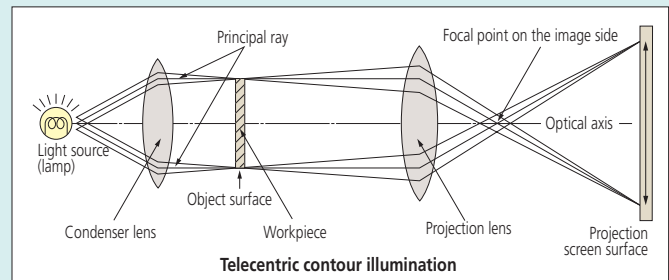 Principal ray
Focal point on the image side
Optical axis
Light source
(lamp)
Object surface
Condenser lens
Workpiece
Projection lens
Projection
screen surface
Telecentric contour illumination